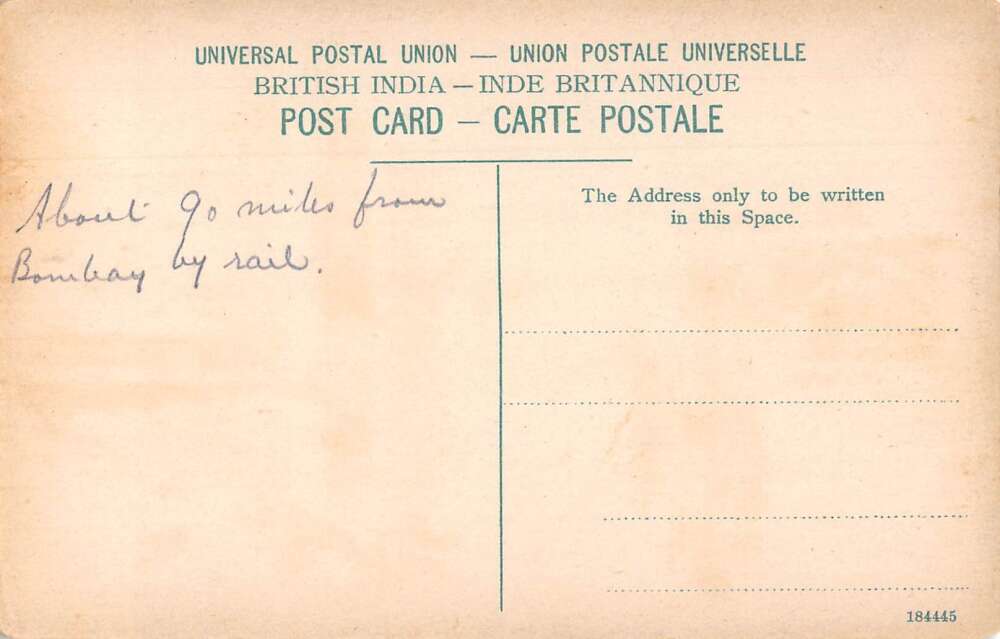 UNIVERSAL POSTAL UNION — UNION POSTALE UNIVERSELLE
BRITISH INDIA — INDE BRITANNIQUE
POST CARD — CARTE POSTALE
About 90 miles from
Bombay by rail.
The Address only to be written
in this Space.
184445